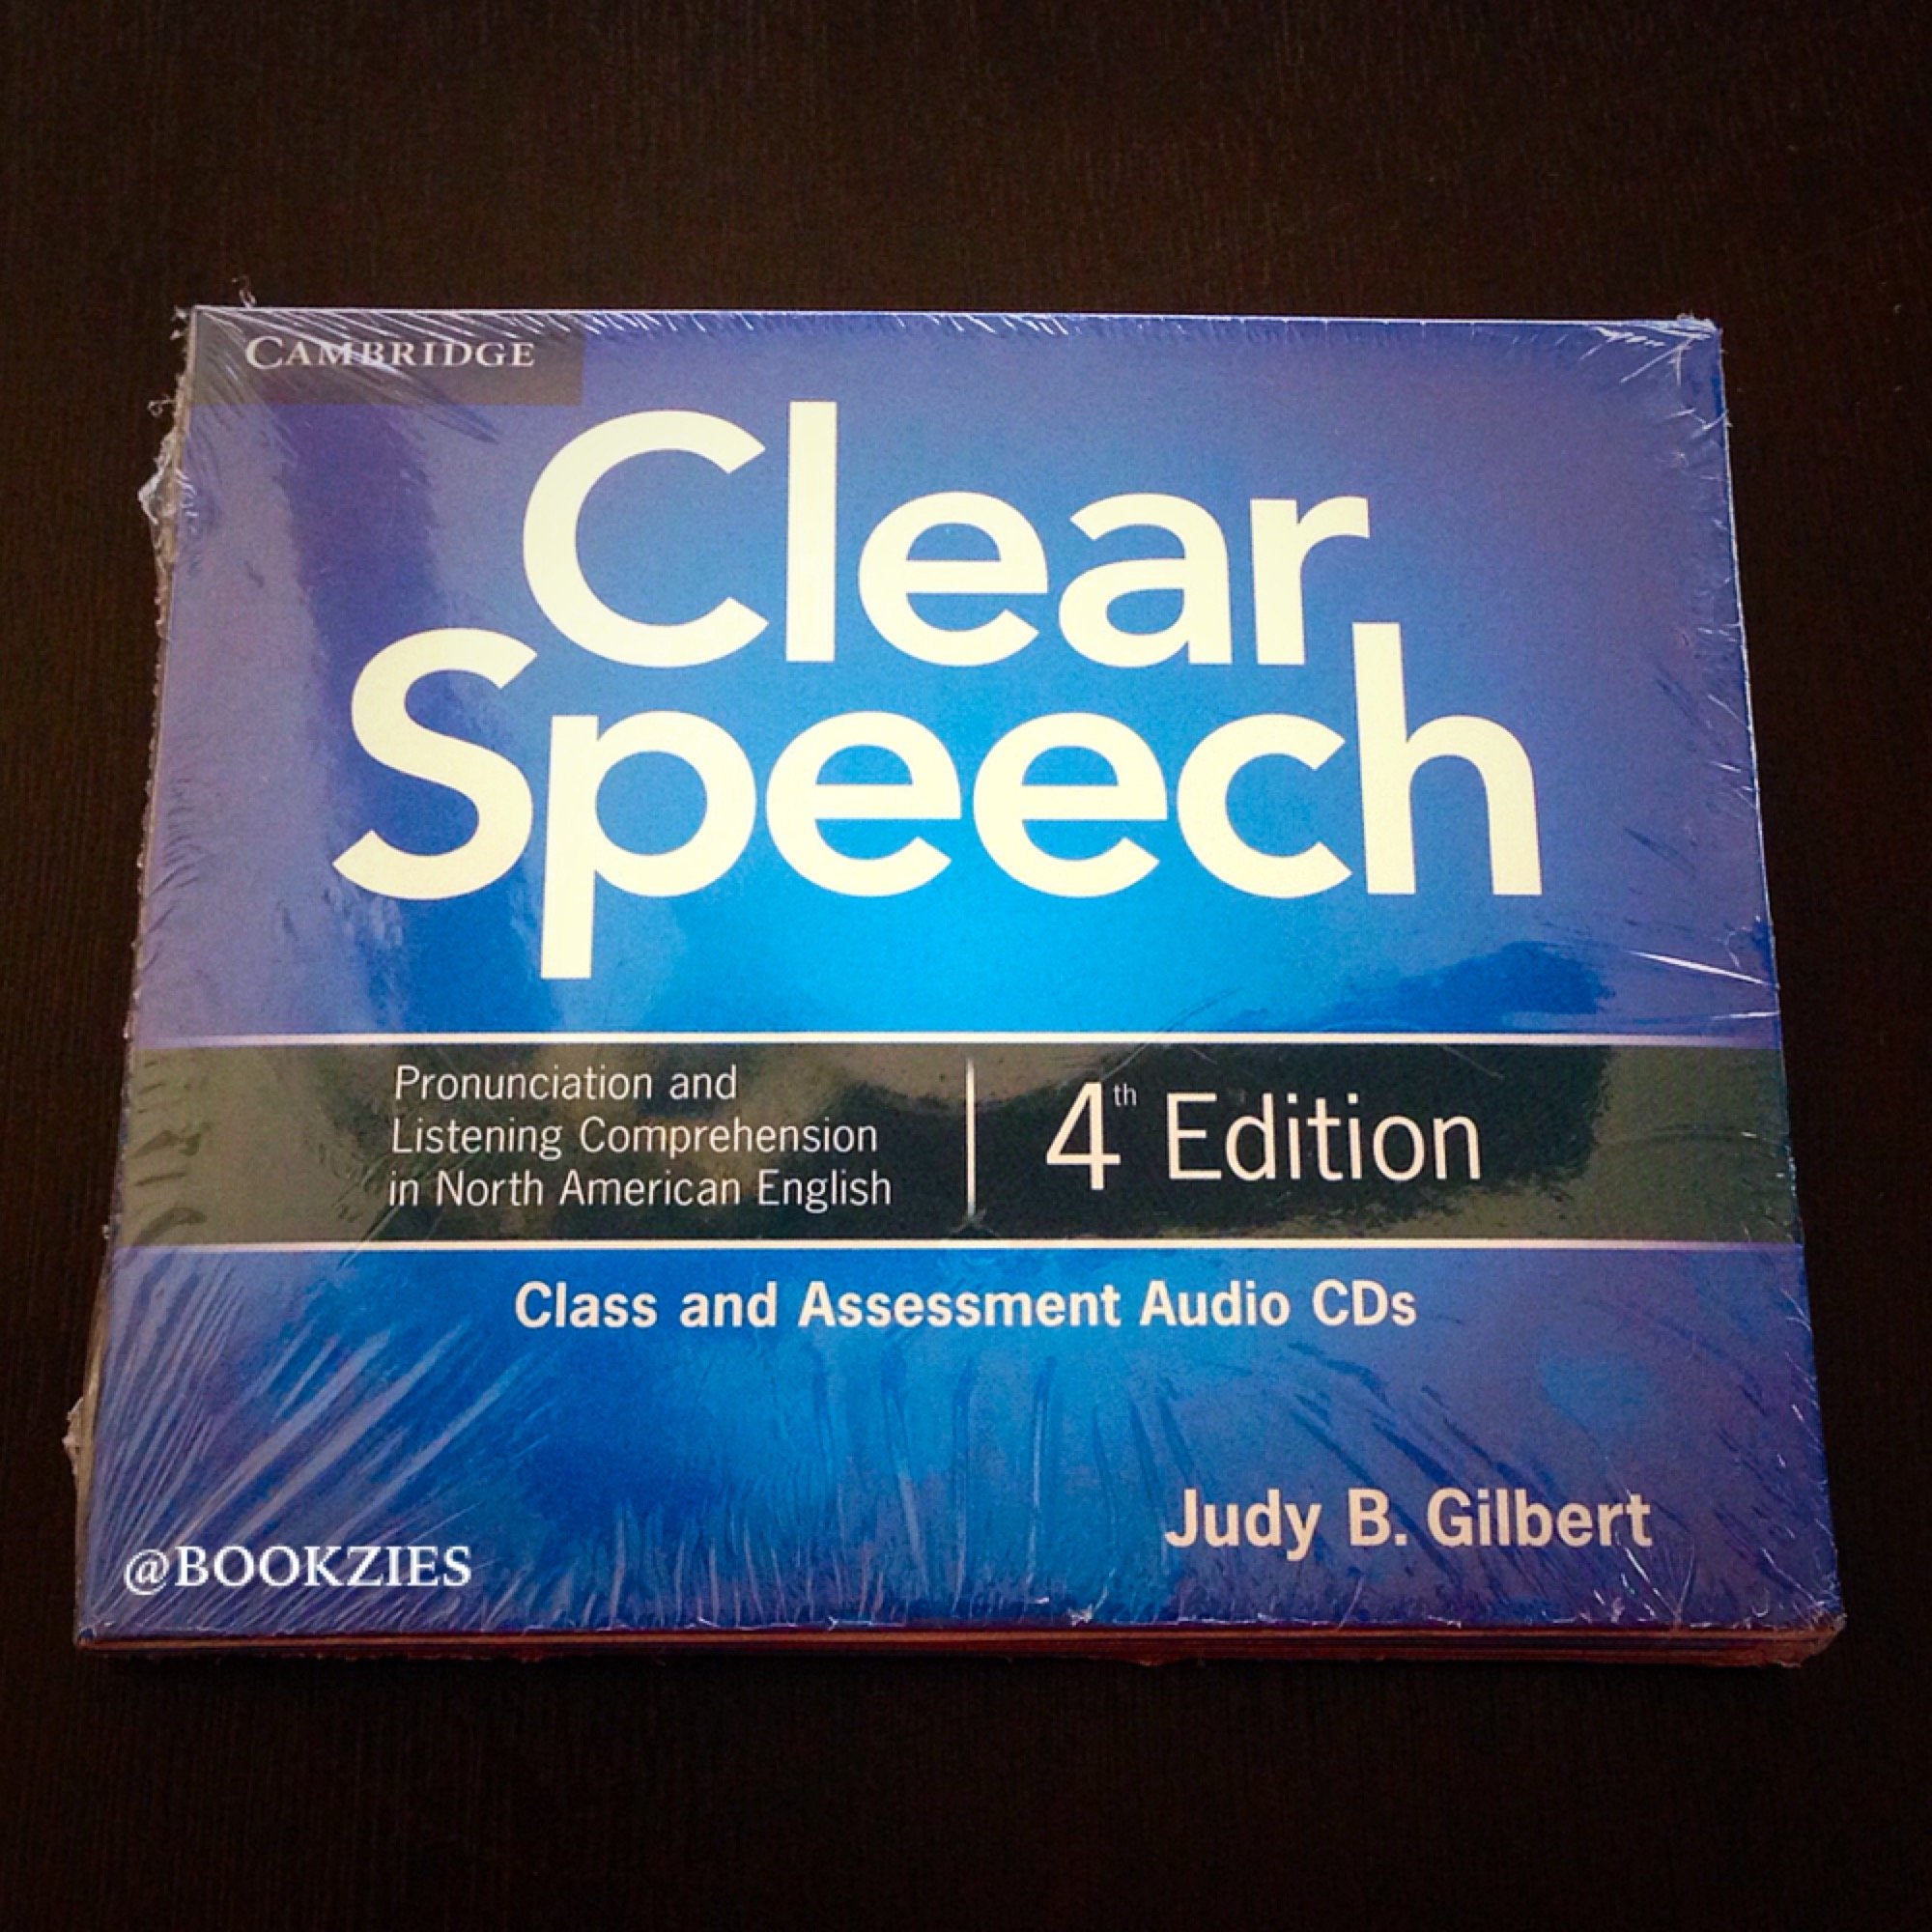 CAMBRIDGE
Clear
Speech
Pronunciation and
Listening Comprehension
in North American English
4th Edition
Class and Assessment Audio CDs
Judy B. Gilbert
@BOOKZIES